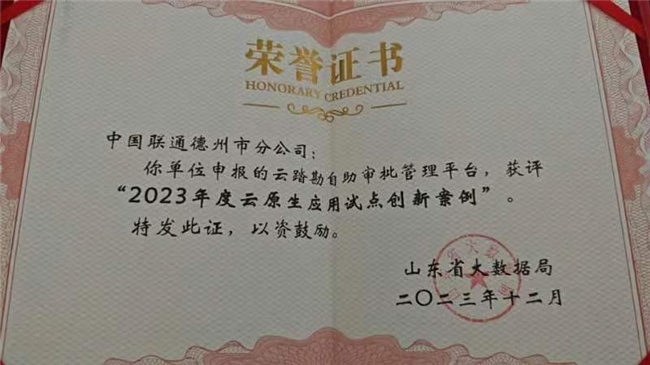 荣誉证书
HONORARY CREDENTIAL
中国联通德州市分公司：
你单位申报的云踏勘自助审批管理平台，获评
“2023年度云原生应用试点创新案例”。
特发此证，以资鼓励。
山东省大数据局
二〇二三年十二月